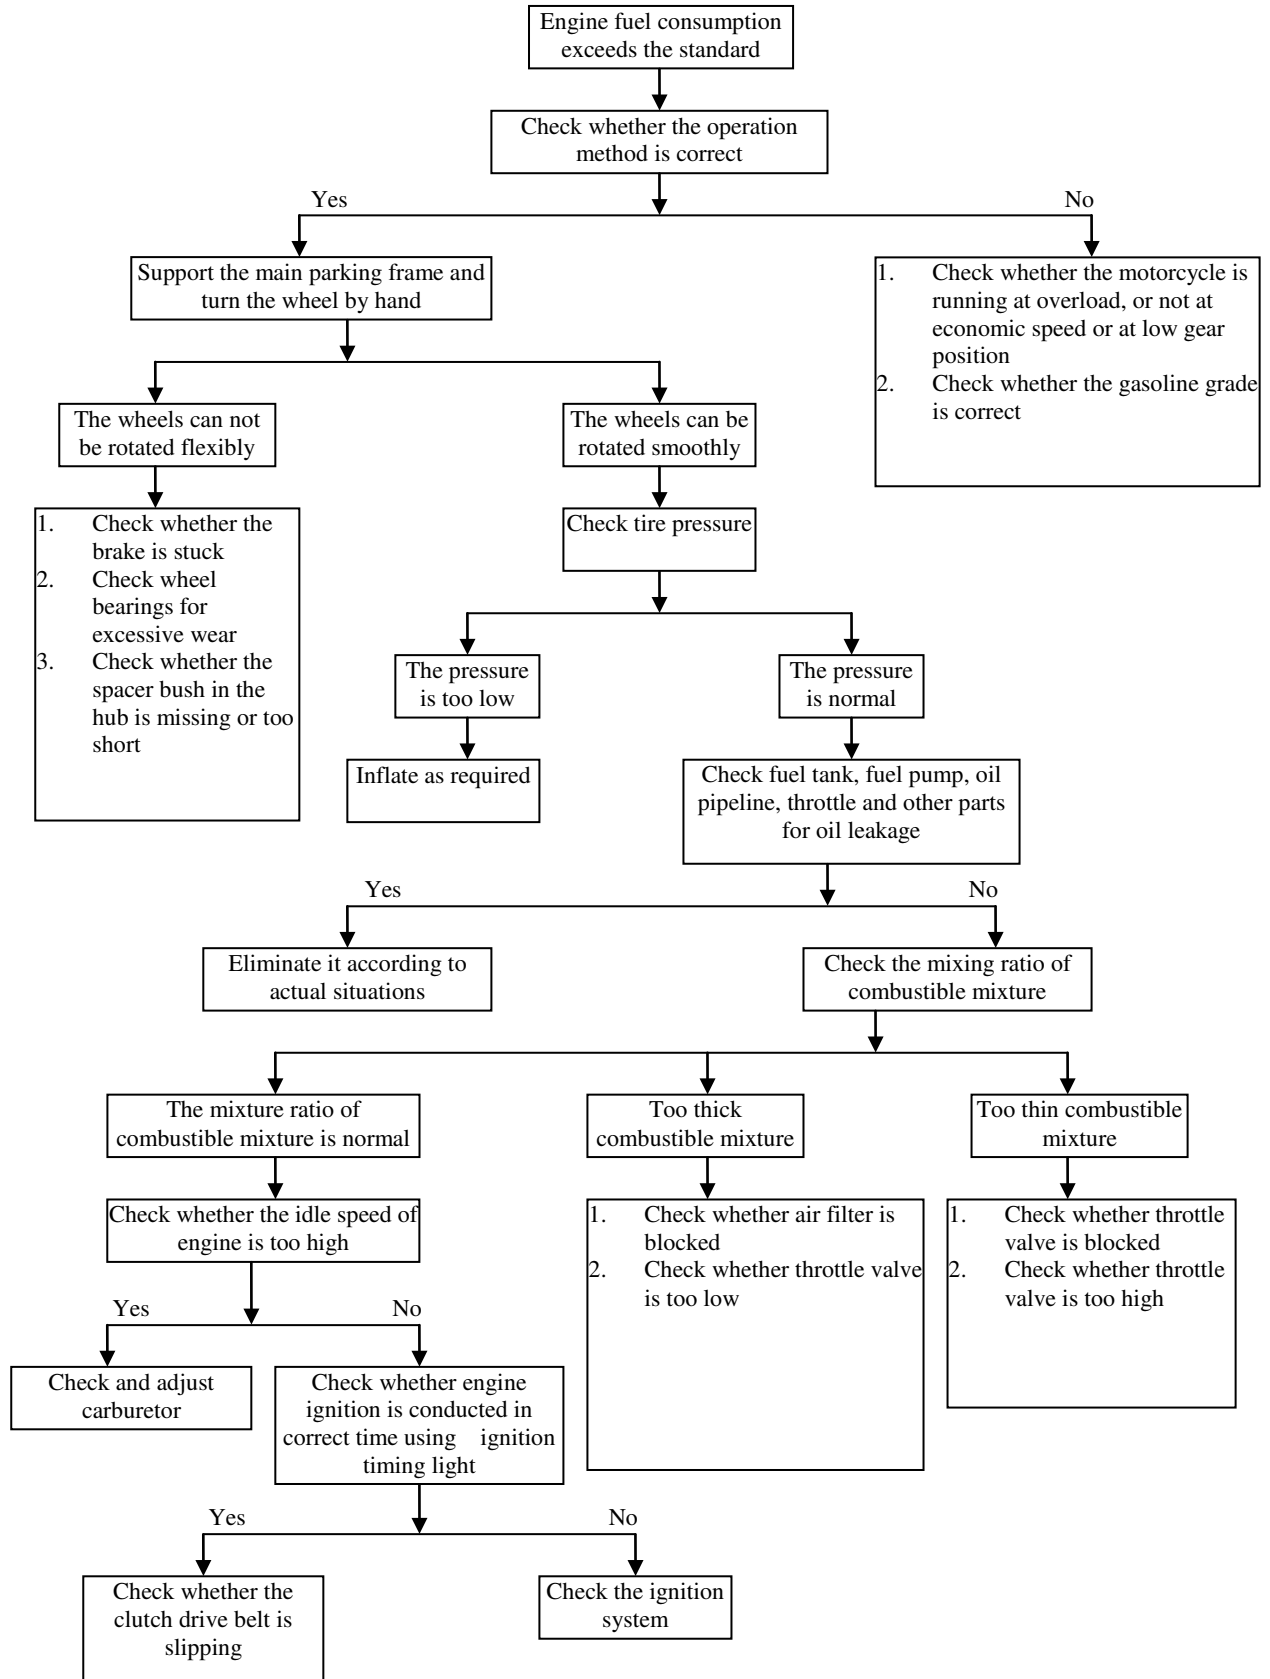 Engine fuel consumption
exceeds the standard
Check whether the operation
method is correct
Yes
No
Support the main parking frame and
turn the wheel by hand
1. Check whether the motorcycle is
running at overload, or not at
economic speed or at low gear
position
2. Check whether the gasoline grade
is correct
The wheels can not
be rotated flexibly
The wheels can be
rotated smoothly
1. Check whether the
brake is stuck
2. Check wheel
bearings for
excessive wear
3. Check whether the
spacer bush in the
hub is missing or too
short
Check tire pressure
The pressure
is too low
The pressure
is normal
Inflate as required
Check fuel tank, fuel pump, oil
pipeline, throttle and other parts
for oil leakage
Yes
No
Eliminate it according to
actual situations
Check the mixing ratio of
combustible mixture
The mixture ratio of
combustible mixture is normal
Too thick
combustible mixture
Too thin combustible
mixture
Check whether the idle speed of
engine is too high
1. Check whether air filter is
blocked
2. Check whether throttle valve
is too low
1. Check whether throttle
valve is blocked
2. Check whether throttle
valve is too high
Yes
No
Check and adjust
carburetor
Check whether engine
ignition is conducted in
correct time using ignition
timing light
Yes
No
Check whether the
clutch drive belt is
slipping
Check the ignition
system